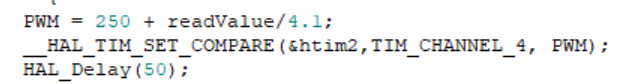 PWM = 250 + readValue/4.1;
__HAL_TIM_SET_COMPARE(&htim2,TIM_CHANNEL_4, PWM);
HAL_Delay(50);